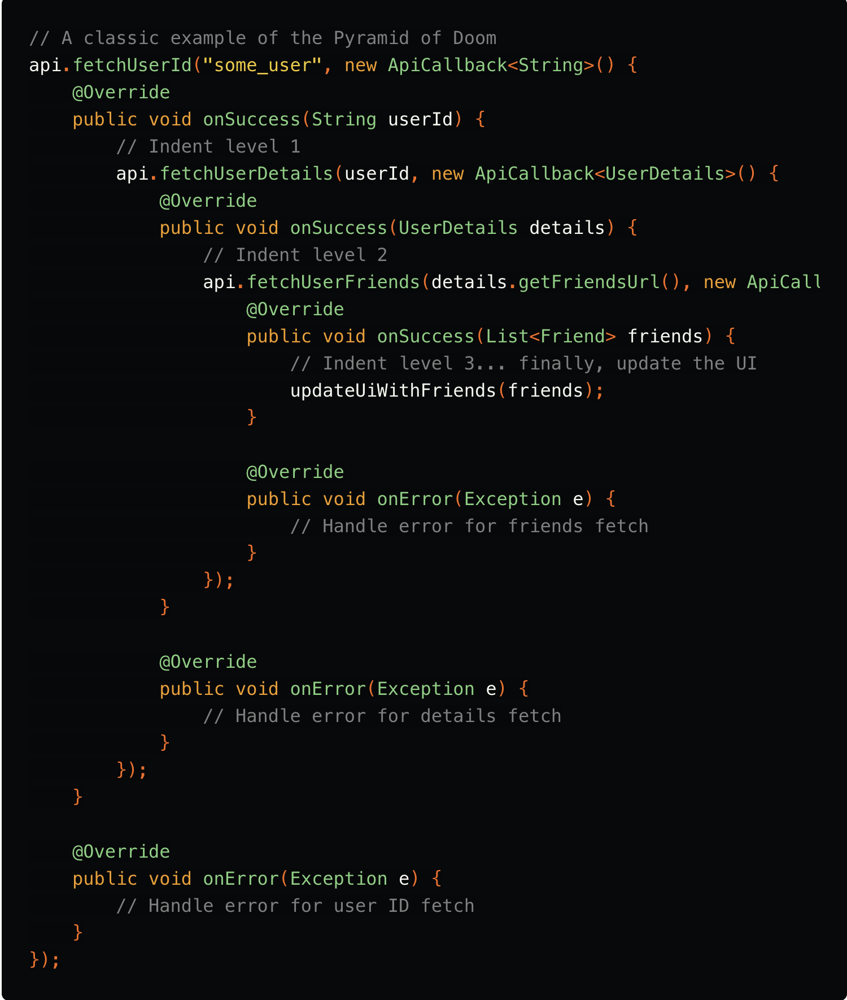 // A classic example of the Pyramid of Doom
api.fetchUserId("some_user", new ApiCallback<String>() {
    @Override
    public void onSuccess(String userId) {
        // Indent level 1
        api.fetchUserDetails(userId, new ApiCallback<UserDetails>() {
            @Override
            public void onSuccess(UserDetails details) {
                // Indent level 2
                api.fetchUserFriends(details.getFriendsUrl(), new ApiCall
                    @Override
                    public void onSuccess(List<Friend> friends) {
                        // Indent level 3... finally, update the UI
                        updateUiWithFriends(friends);
                    }

                    @Override
                    public void onError(Exception e) {
                        // Handle error for friends fetch
                    }
                });
            }

            @Override
            public void onError(Exception e) {
                // Handle error for details fetch
            }
        });
    }

    @Override
    public void onError(Exception e) {
        // Handle error for user ID fetch
    }
});